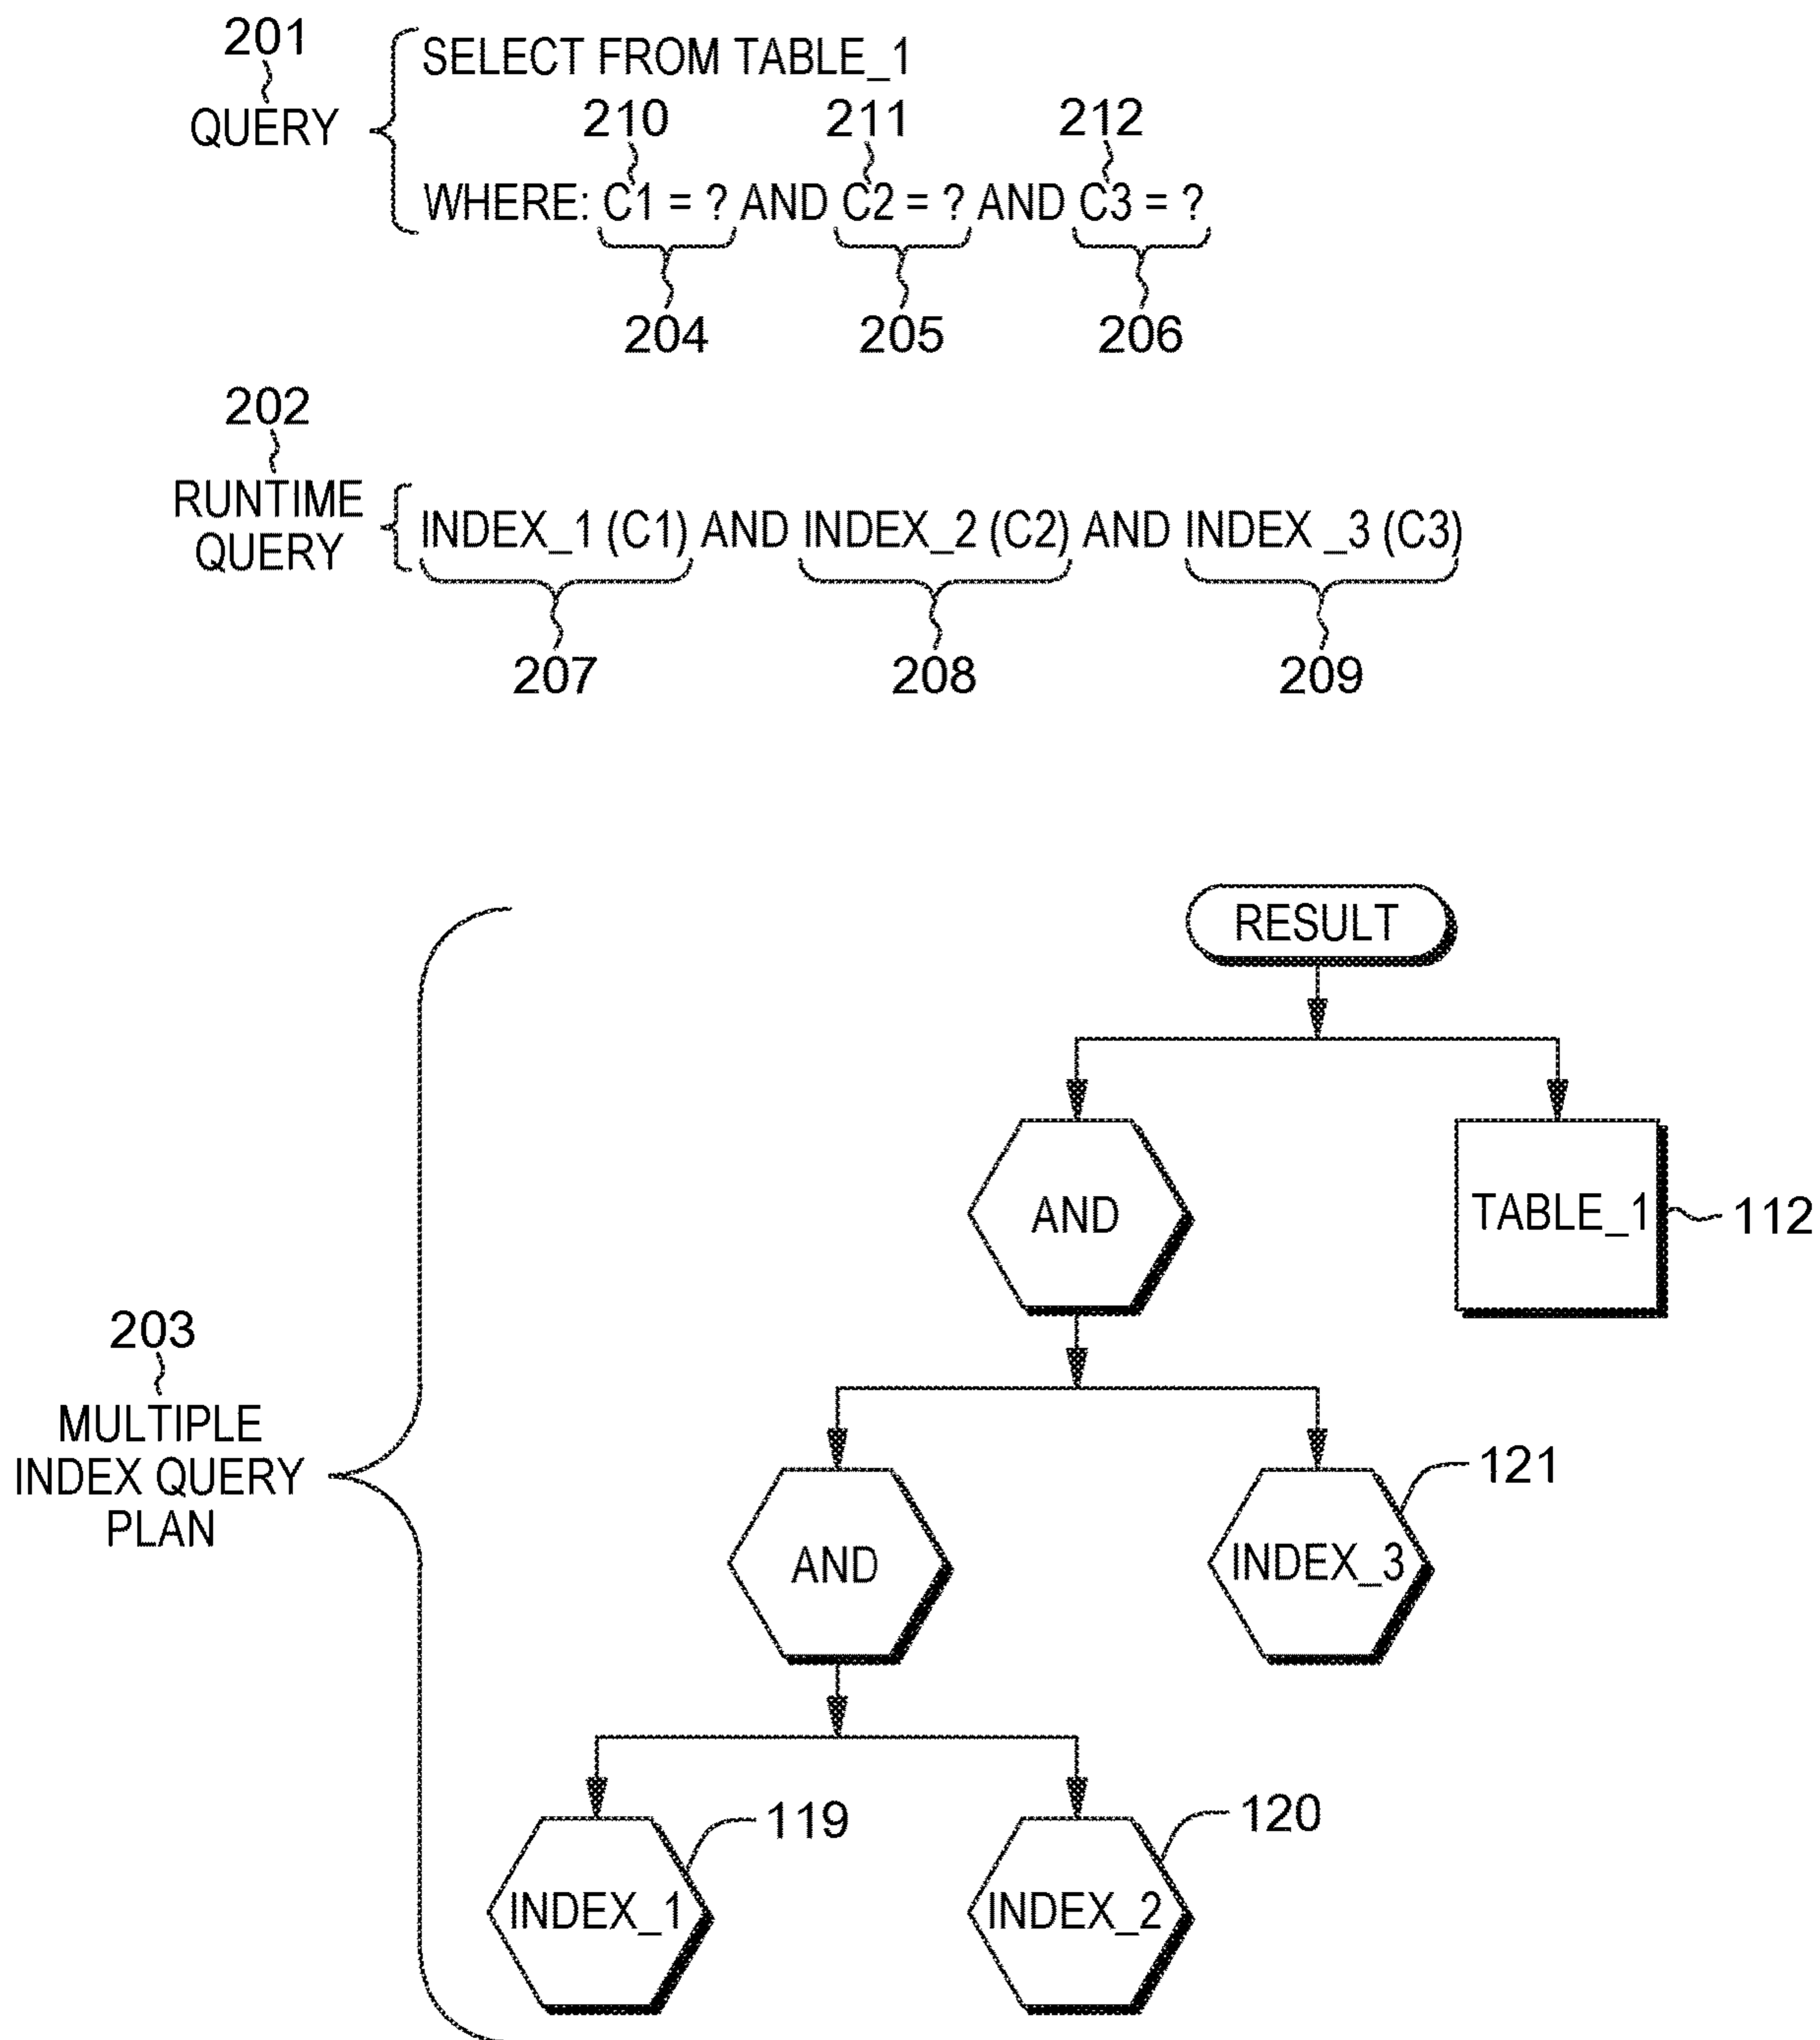 201
QUERY
SELECT FROM TABLE_1
210 211 212
WHERE: C1 = ? AND C2 = ? AND C3 = ?
204 205 206
202
RUNTIME
QUERY
INDEX_1 (C1) AND INDEX_2 (C2) AND INDEX _3 (C3)
207 208 209
203
MULTIPLE
INDEX QUERY
PLAN
RESULT
AND
TABLE_1
112
AND
INDEX_3
121
INDEX_1
119
INDEX_2
120